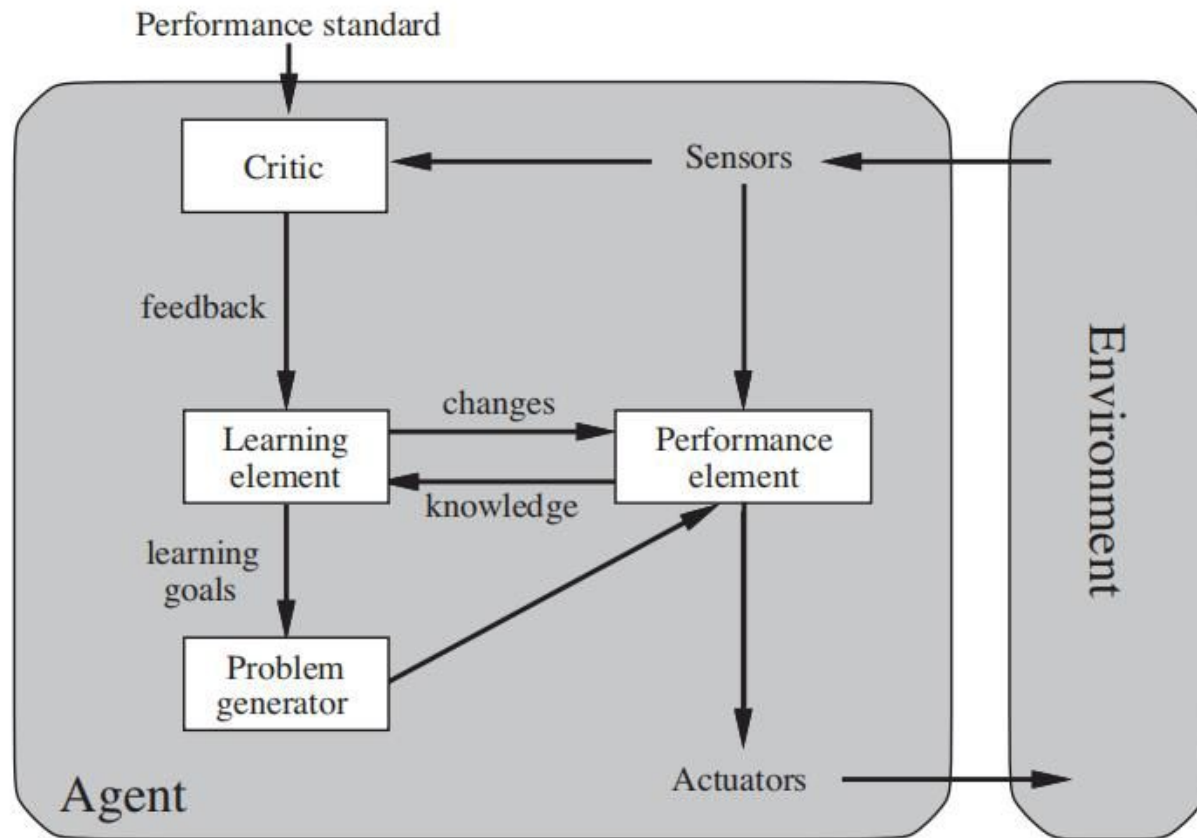 Performance standard
Critic
Sensors
feedback
changes
Learning
element
Performance
element
knowledge
learning
goals
Problem
generator
Agent
Actuators
Environment